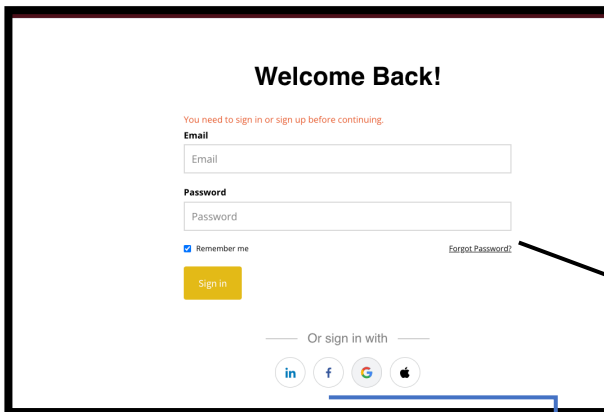 Welcome Back!
You need to sign in or sign up before continuing.
Email
Email
Password
Password
Remember me Forgot Password?
Sign in
Or sign in with
in f G